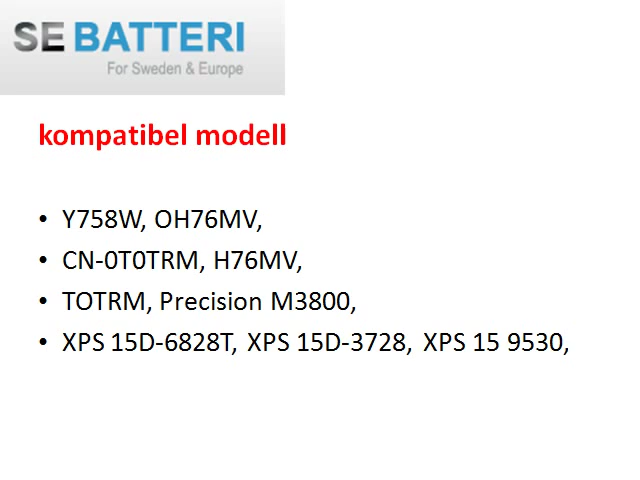 SE BATTERI
For Sweden & Europe
kompatibel modell
• Y758W, OH76MV,
• CN-0T0TRM, H76MV,
• TOTRM, Precision M3800,
• XPS 15D-6828T, XPS 15D-3728, XPS 15 9530,